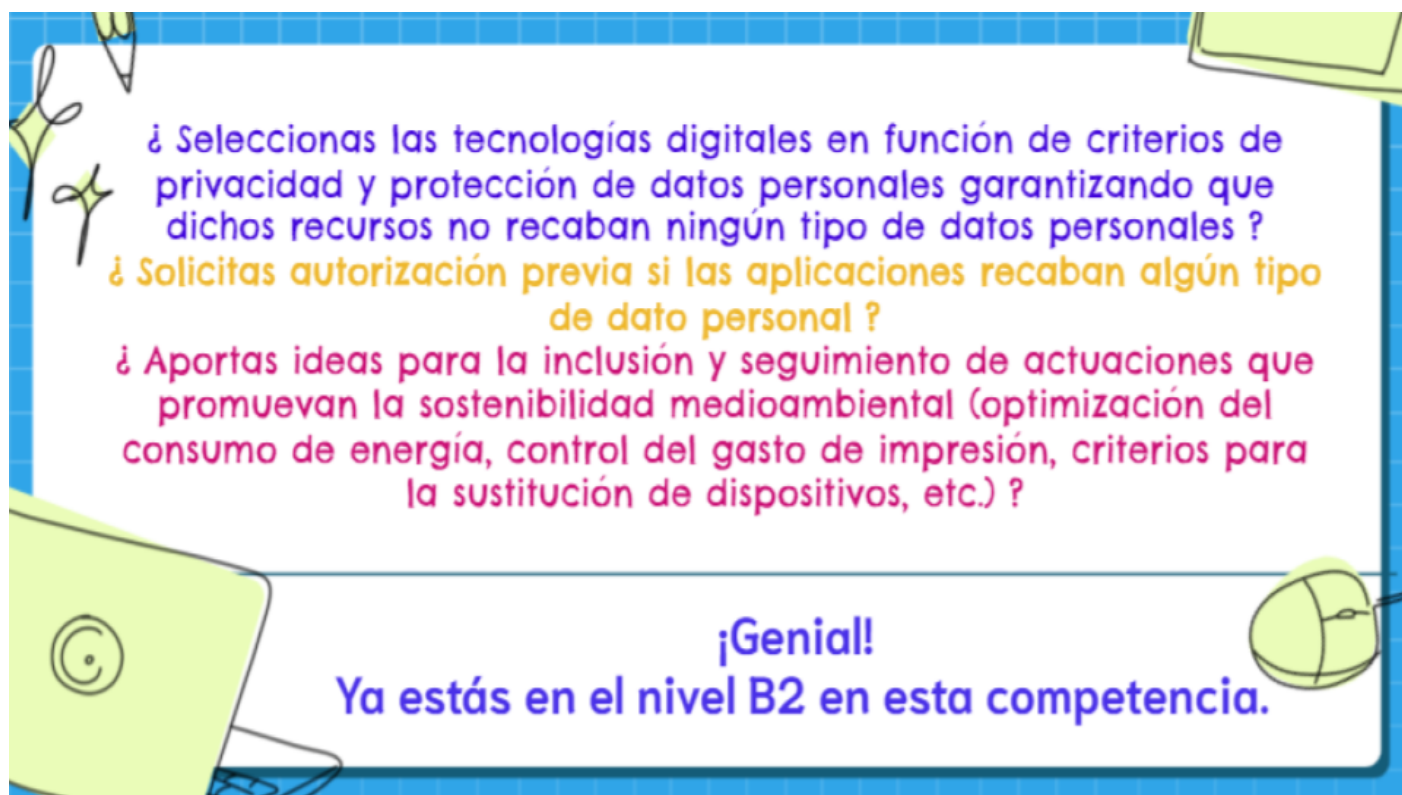 ¿ Seleccionas las tecnologías digitales en función de criterios de
privacidad y protección de datos personales garantizando que
dichos recursos no recaban ningún tipo de datos personales ?
¿ Solicitas autorización previa si las aplicaciones recaban algún tipo
de dato personal ?
¿ Aportas ideas para la inclusión y seguimiento de actuaciones que
promuevan la sostenibilidad medioambiental (optimización del
consumo de energía, control del gasto de impresión, criterios para
la sustitución de dispositivos, etc.) ?
¡Genial!
Ya estás en el nivel B2 en esta competencia.